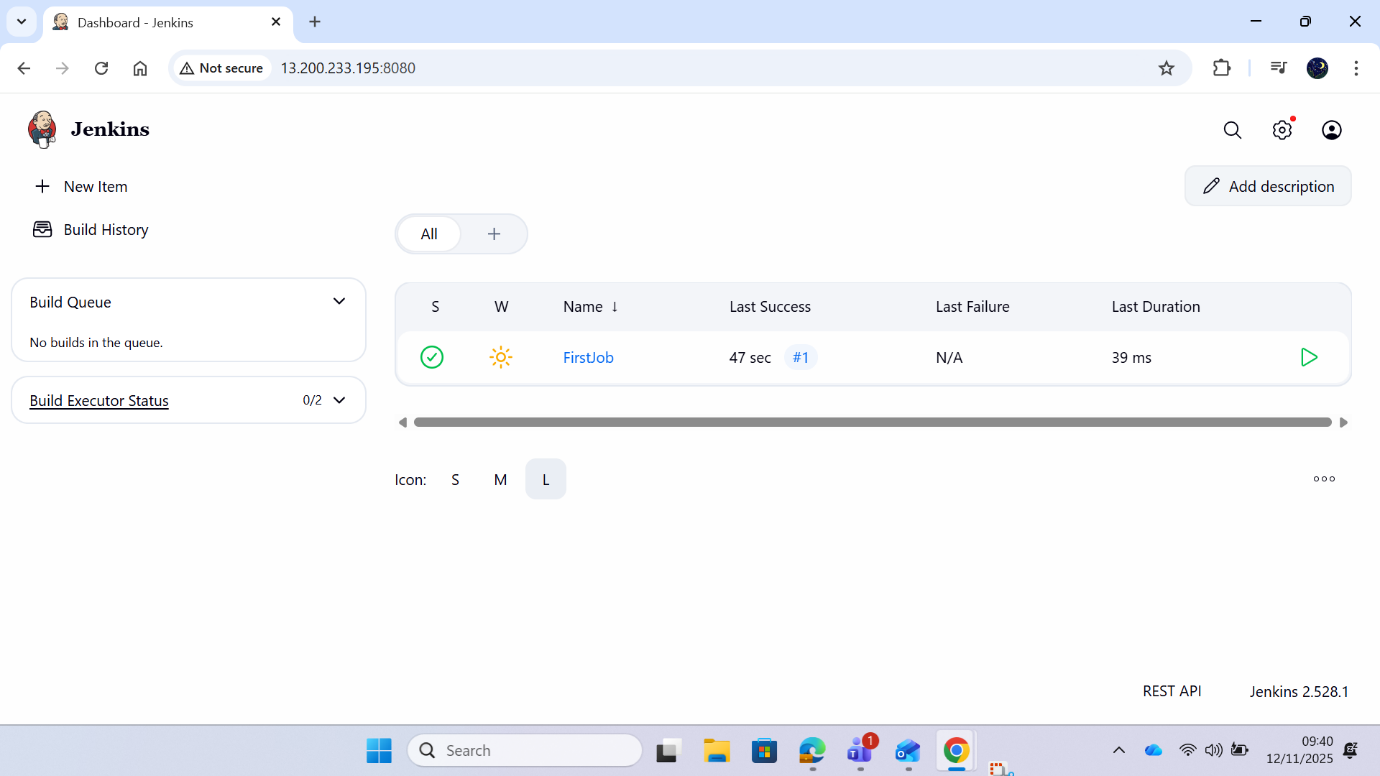 Dashboard - Jenkins
Not secure 13.200.233.195:8080
Jenkins
New Item
Add description
Build History
All
Build Queue
No builds in the queue.
Build Executor Status 0/2
S W Name ↓ Last Success Last Failure Last Duration
FirstJob 47 sec #1 N/A 39 ms
Icon: S M L
REST API Jenkins 2.528.1
Search
1
09:40
12/11/2025